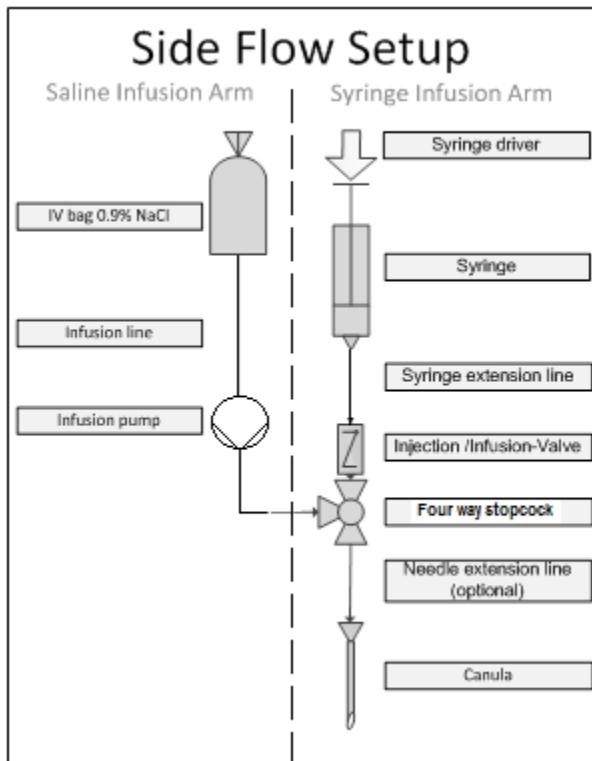 Side Flow Setup
Saline Infusion Arm
Syringe Infusion Arm
Syringe driver
IV bag 0.9% NaCl
Syringe
Infusion line
Syringe extension line
Infusion pump
Injection /Infusion-Valve
Four way stopcock
Needle extension line
(optional)
Canula